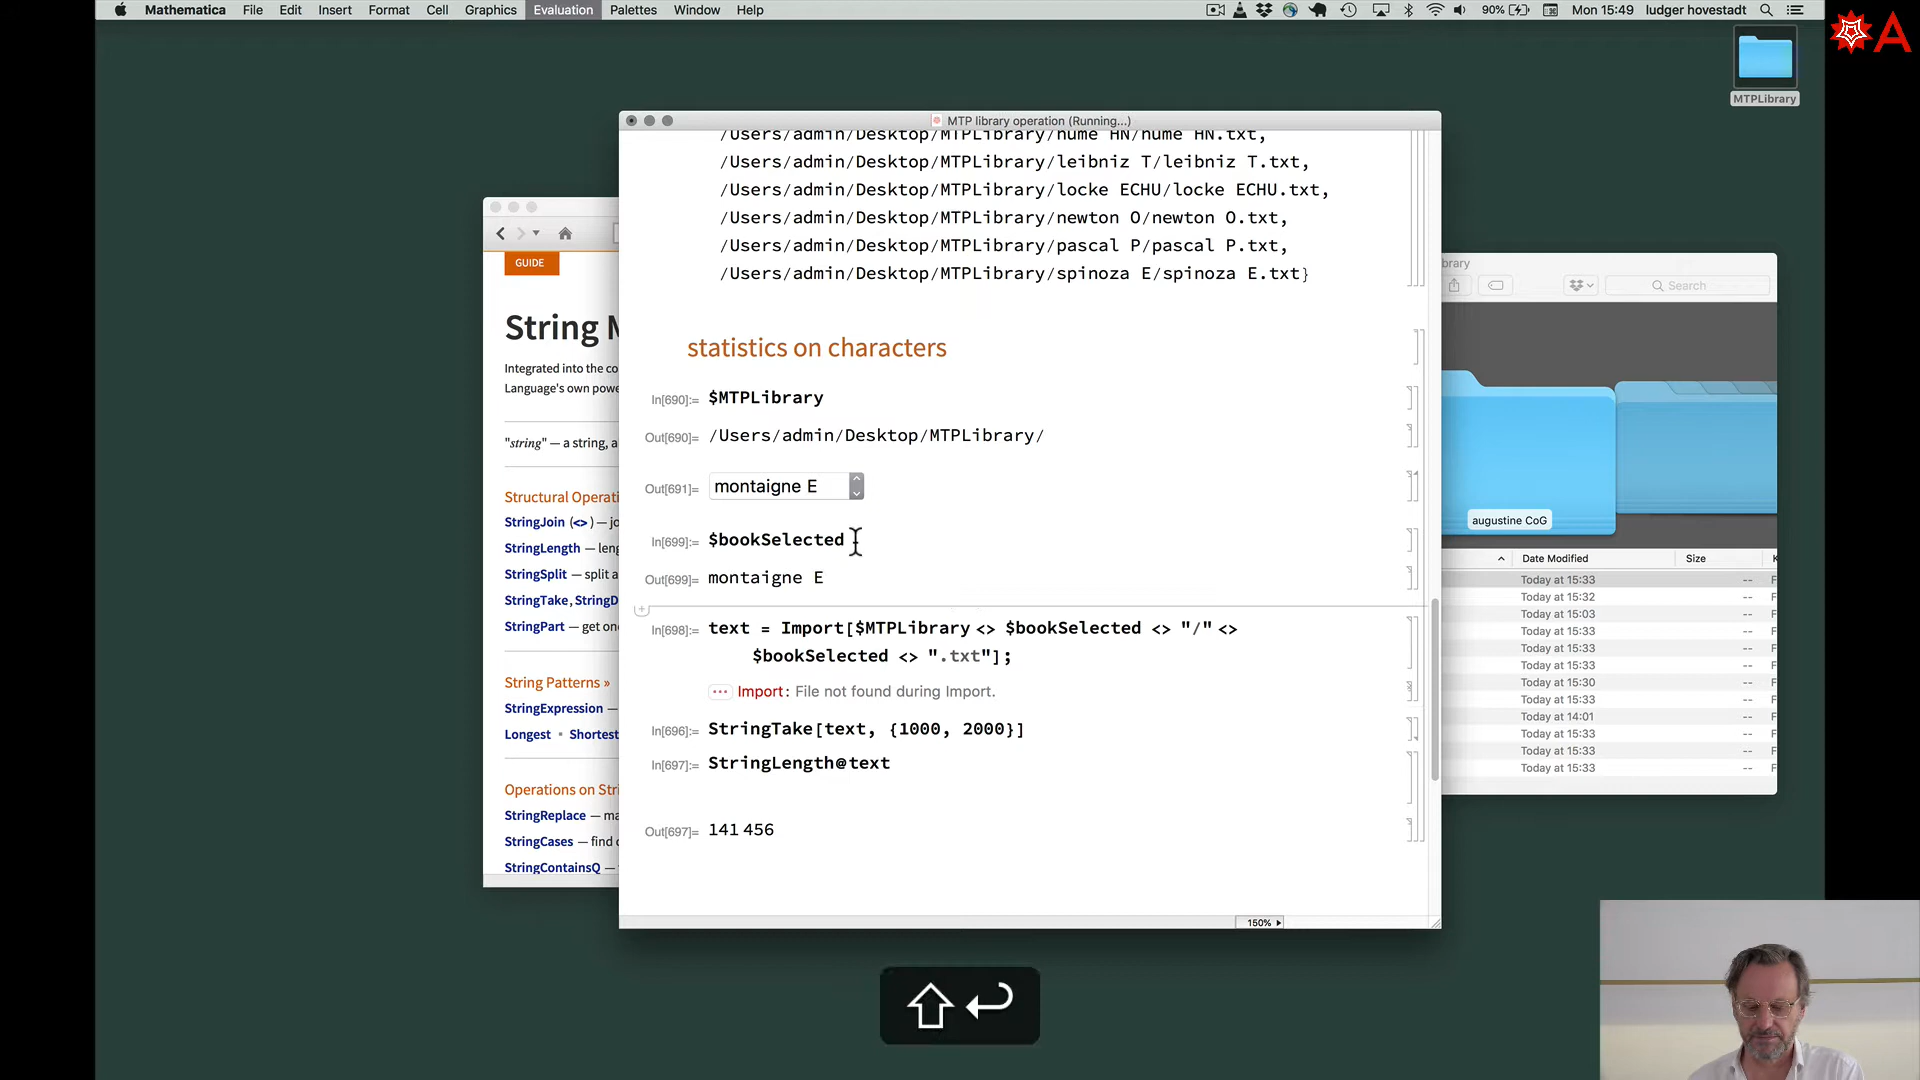 Mathematica File Edit Insert Format Cell Graphics Evaluation Palettes Window Help
90% Mon 15:49 ludger hovestadt
A
MTPLibrary
MTP library operation (Running...)
/Users/admin/Desktop/MTPLibrary/hume HN/hume HN.txt,
/Users/admin/Desktop/MTPLibrary/leibniz T/leibniz T.txt,
/Users/admin/Desktop/MTPLibrary/locke ECHU/locke ECHU.txt,
/Users/admin/Desktop/MTPLibrary/newton O/newton O.txt,
/Users/admin/Desktop/MTPLibrary/pascal P/pascal P.txt,
/Users/admin/Desktop/MTPLibrary/spinoza E/spinoza E.txt}
statistics on characters
In[690]:= $MTPLibrary
Out[690]= /Users/admin/Desktop/MTPLibrary/
Out[691]= montaigne E
In[699]:= $bookSelected
Out[699]= montaigne E
In[698]:= text = Import[$MTPLibrary <> $bookSelected <> "/" <>
$bookSelected <> ".txt"];
Import: File not found during Import.
In[696]:= StringTake[text, {1000, 2000}]
In[697]:= StringLength@text
Out[697]= 141 456
150%
GUIDE
String M
Integrated into the co
Language's own powe
"string" — a string, a
Structural Operati
StringJoin (<>) — jo
StringLength — leng
StringSplit — split a
StringTake, StringD
StringPart — get one
String Patterns »
StringExpression —
Longest ▪ Shortest
Operations on Stri
StringReplace — ma
StringCases — find c
StringContainsQ —
brary
Search
augustine CoG
Date Modified Size K
Today at 15:33 -- F
Today at 15:32 -- F
Today at 15:03 -- F
Today at 15:33 -- F
Today at 15:33 -- F
Today at 15:33 -- F
Today at 15:30 -- F
Today at 15:33 -- F
Today at 14:01 -- F
Today at 15:33 -- F
Today at 15:33 -- F
Today at 15:33 -- F